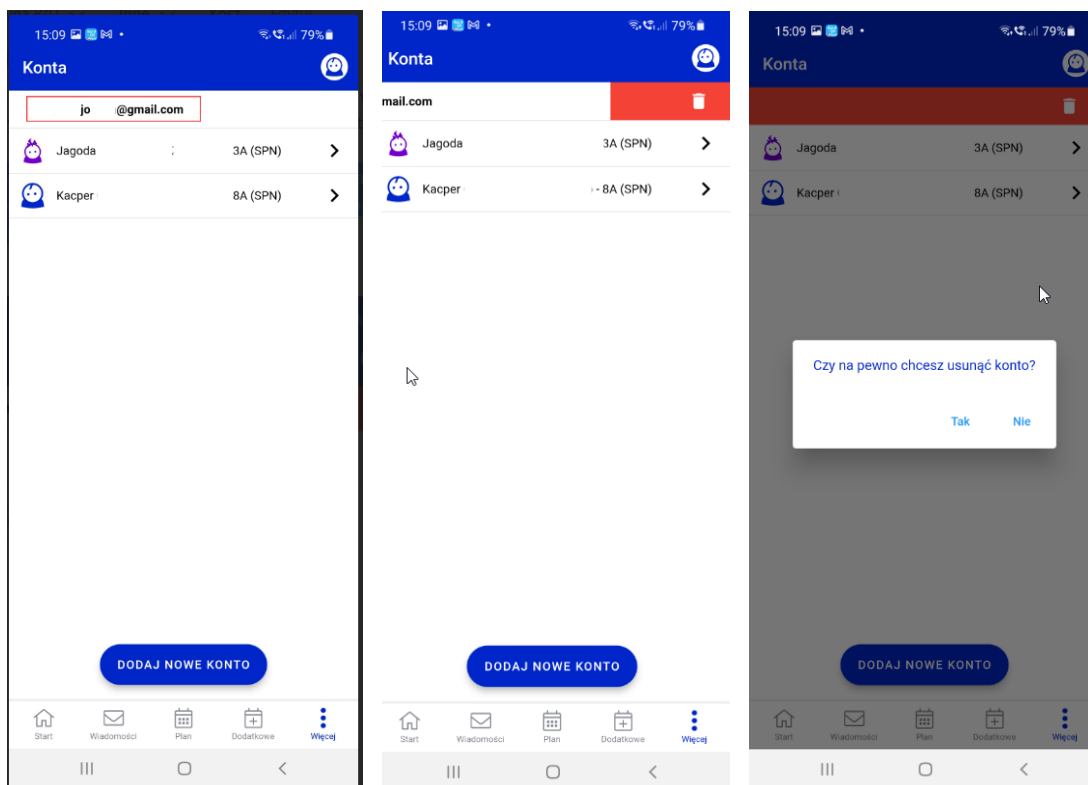 15:09 79%
Konta
jo @gmail.com
Jagoda 3A (SPN)
Kacper 8A (SPN)
DODAJ NOWE KONTO
Start Wiadomości Plan Dodatkowe Więcej
15:09 79%
Konta
mail.com
Jagoda 3A (SPN)
Kacper - 8A (SPN)
DODAJ NOWE KONTO
Start Wiadomości Plan Dodatkowe Więcej
15:09 79%
Konta
Jagoda 3A (SPN)
Kacper 8A (SPN)
Czy na pewno chcesz usunąć konto?
Tak Nie
DODAJ NOWE KONTO
Start Wiadomości Plan Dodatkowe Więcej